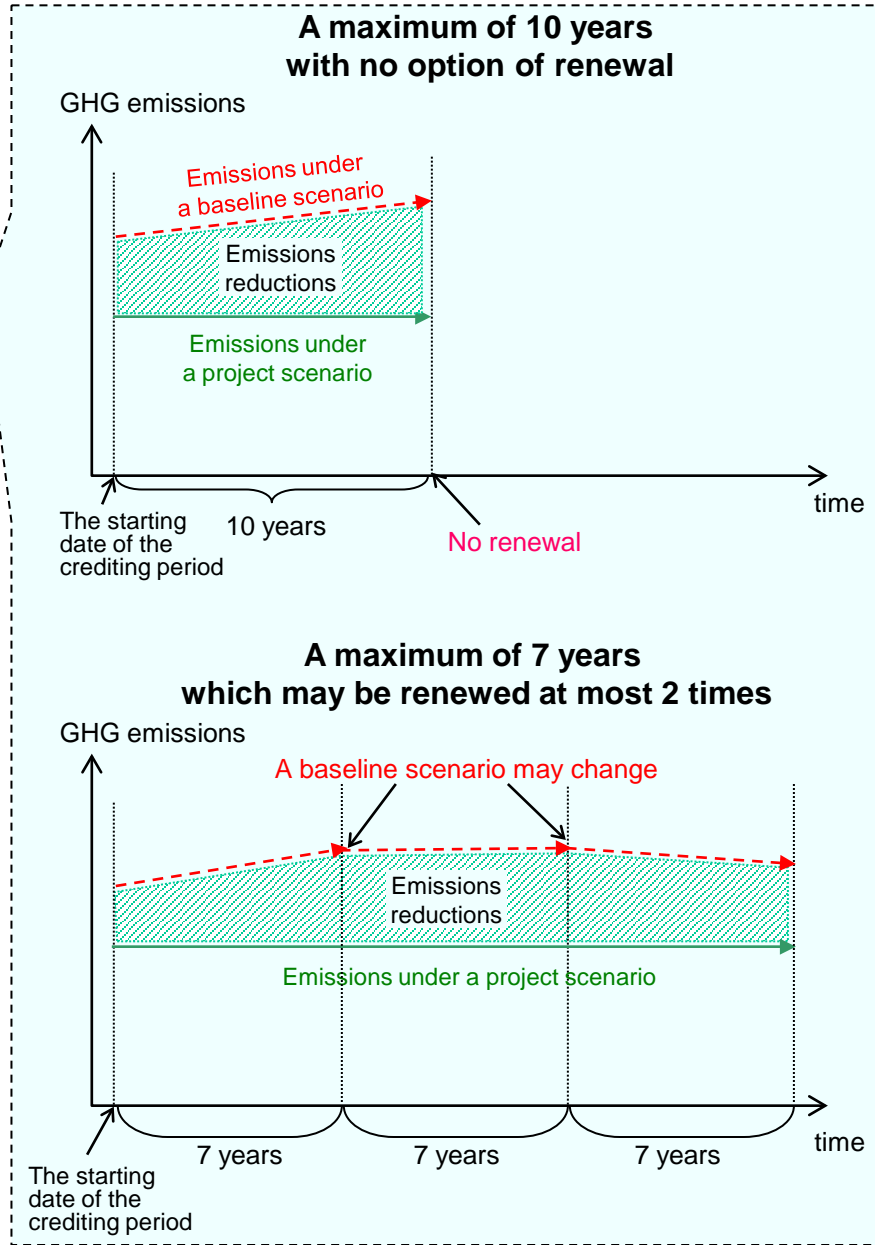 A maximum of 10 years
with no option of renewal
GHG emissions
Emissions under
a baseline scenario
Emissions
reductions
Emissions under
a project scenario
time
The starting
date of the
crediting period
10 years
No renewal
A maximum of 7 years
which may be renewed at most 2 times
GHG emissions
A baseline scenario may change
Emissions
reductions
Emissions under a project scenario
time
7 years
7 years
7 years
The starting
date of the
crediting period